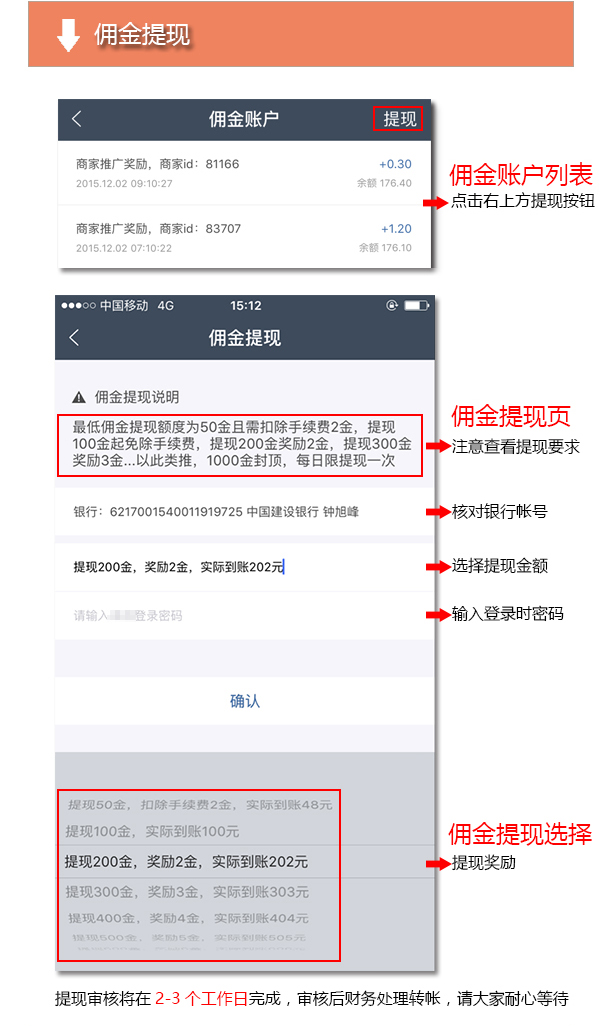 佣金提现
佣金账户
提现
商家推广奖励，商家id：81166
+0.30
2015.12.02 09:10:27
余额 176.40
商家推广奖励，商家id：83707
+1.20
2015.12.02 07:10:22
余额 176.10
佣金账户列表
点击右上方提现按钮
中国移动 4G
15:12
佣金提现
佣金提现说明
最低佣金提现额度为50金且需扣除手续费2金，提现
100金起免除手续费，提现200金奖励2金，提现300金
奖励3金...以此类推，1000金封顶，每日限提现一次
佣金提现页
注意查看提现要求
银行：6217001540011919725 中国建设银行 钟旭峰
核对银行帐号
提现200金，奖励2金，实际到账202元
选择提现金额
请输入登录密码
输入登录时密码
确认
提现50金，扣除手续费2金，实际到账48元
提现100金，实际到账100元
提现200金，奖励2金，实际到账202元
提现300金，奖励3金，实际到账303元
提现400金，奖励4金，实际到账404元
提现500金，奖励5金，实际到账505元
佣金提现选择
提现奖励
提现审核将在 2-3 个工作日完成，审核后财务处理转帐，请大家耐心等待